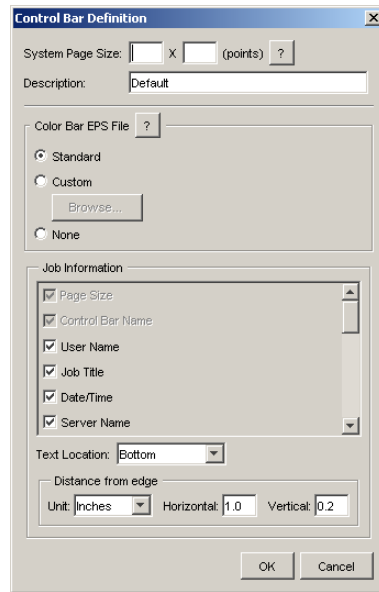 Control Bar Definition
System Page Size: X (points) ?
Description: Default
Color Bar EPS File ?
Standard
Custom
Browse...
None
Job Information
Page Size
Control Bar Name
User Name
Job Title
Date/Time
Server Name
Text Location: Bottom
Distance from edge
Unit: Inches Horizontal: 1.0 Vertical: 0.2
OK Cancel